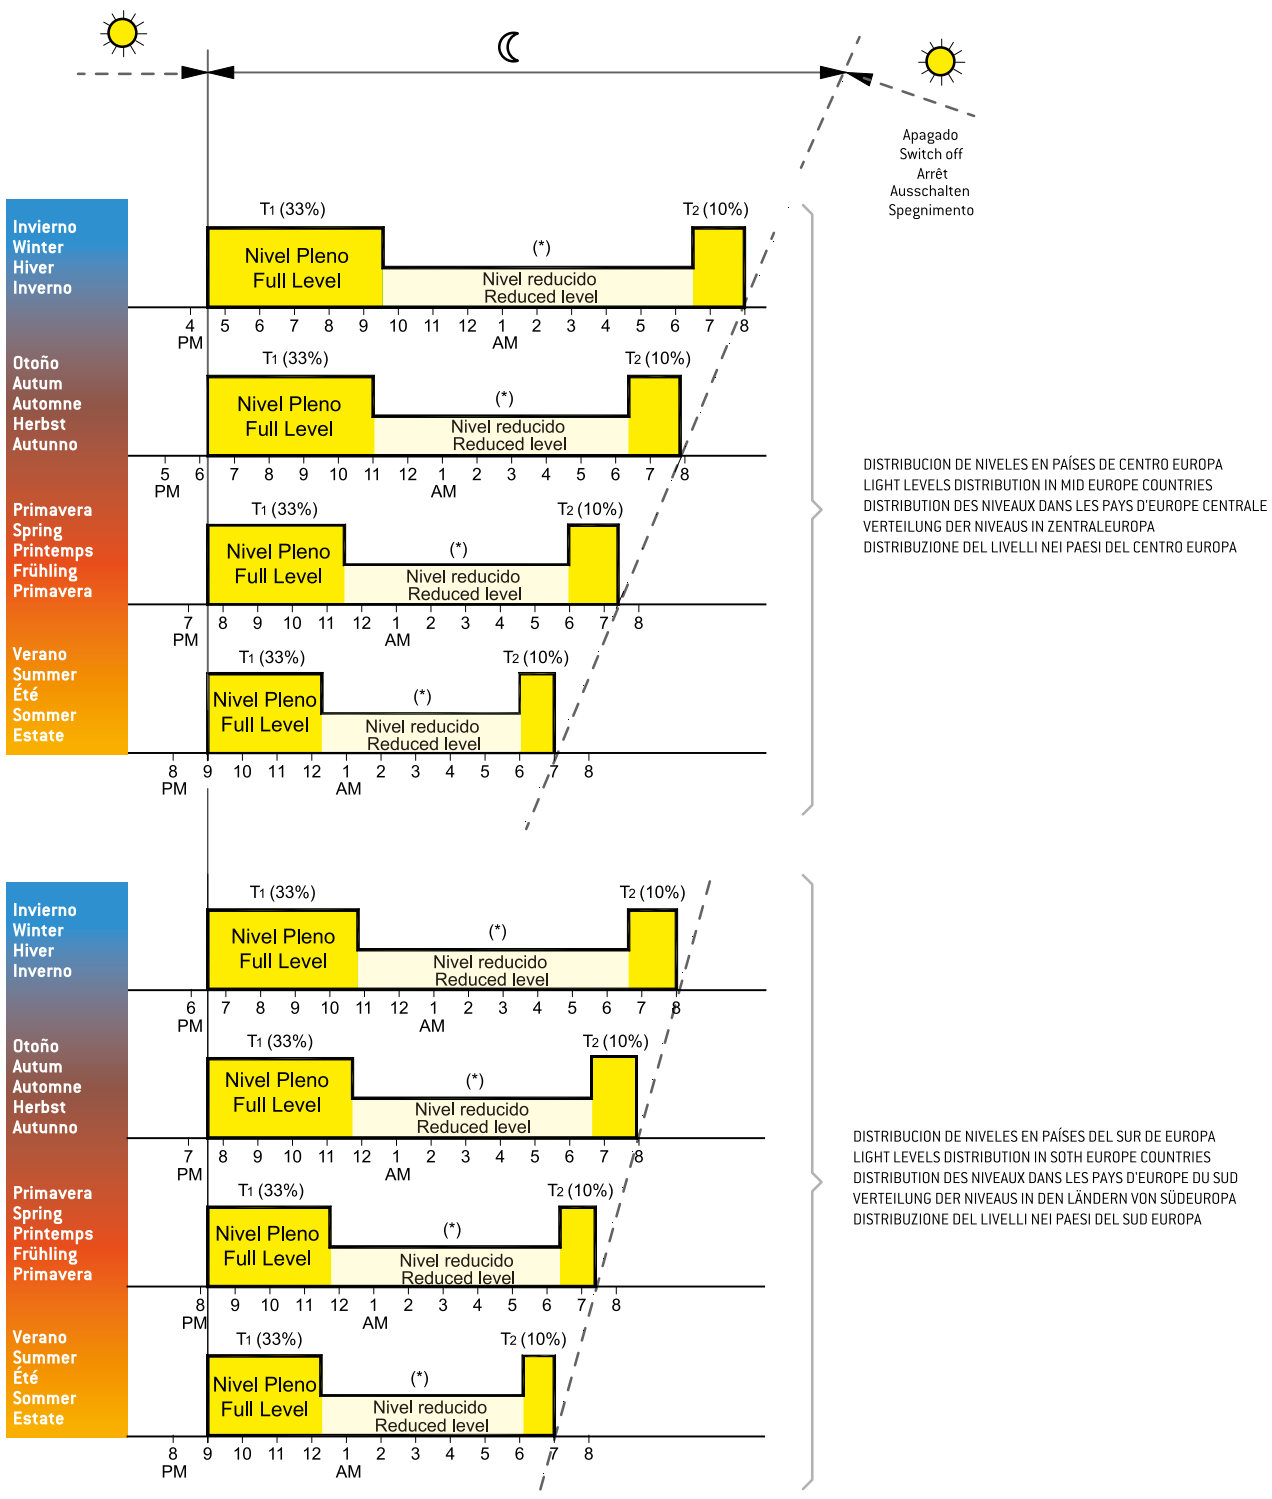 Apagado
Switch off
Arrêt
Ausschalten
Spegnimento
Invierno
Winter
Hiver
Inverno
T1 (33%)
T2 (10%)
Nivel Pleno
Full Level
(*)
Nivel reducido
Reduced level
4 5 6 7 8 9 10 11 12 1 2 3 4 5 6 7 8
PM AM
Otoño
Autum
Automne
Herbst
Autunno
T1 (33%)
T2 (10%)
Nivel Pleno
Full Level
(*)
Nivel reducido
Reduced level
5 6 7 8 9 10 11 12 1 2 3 4 5 6 7 8
PM AM
Primavera
Spring
Printemps
Frühling
Primavera
T1 (33%)
T2 (10%)
Nivel Pleno
Full Level
(*)
Nivel reducido
Reduced level
7 8 9 10 11 12 1 2 3 4 5 6 7 8
PM AM
Verano
Summer
Été
Sommer
Estate
T1 (33%)
T2 (10%)
Nivel Pleno
Full Level
(*)
Nivel reducido
Reduced level
8 9 10 11 12 1 2 3 4 5 6 7 8
PM AM
DISTRIBUCION DE NIVELES EN PAÍSES DE CENTRO EUROPA
LIGHT LEVELS DISTRIBUTION IN MID EUROPE COUNTRIES
DISTRIBUTION DES NIVEAUX DANS LES PAYS D'EUROPE CENTRALE
VERTEILUNG DER NIVEAUS IN ZENTRALEUROPA
DISTRIBUZIONE DEL LIVELLI NEI PAESI DEL CENTRO EUROPA
Invierno
Winter
Hiver
Inverno
T1 (33%)
T2 (10%)
Nivel Pleno
Full Level
(*)
Nivel reducido
Reduced level
6 7 8 9 10 11 12 1 2 3 4 5 6 7 8
PM AM
Otoño
Autum
Automne
Herbst
Autunno
T1 (33%)
T2 (10%)
Nivel Pleno
Full Level
(*)
Nivel reducido
Reduced level
7 8 9 10 11 12 1 2 3 4 5 6 7 8
PM AM
Primavera
Spring
Printemps
Frühling
Primavera
T1 (33%)
T2 (10%)
Nivel Pleno
Full Level
(*)
Nivel reducido
Reduced level
8 9 10 11 12 1 2 3 4 5 6 7 8
PM AM
Verano
Summer
Été
Sommer
Estate
T1 (33%)
T2 (10%)
Nivel Pleno
Full Level
(*)
Nivel reducido
Reduced level
8 9 10 11 12 1 2 3 4 5 6 7 8
PM AM
DISTRIBUCION DE NIVELES EN PAÍSES DEL SUR DE EUROPA
LIGHT LEVELS DISTRIBUTION IN SOTH EUROPE COUNTRIES
DISTRIBUTION DES NIVEAUX DANS LES PAYS D'EUROPE DU SUD
VERTEILUNG DER NIVEAUS IN DEN LÄNDERN VON SÜDEUROPA
DISTRIBUZIONE DEL LIVELLI NEI PAESI DEL SUD EUROPA